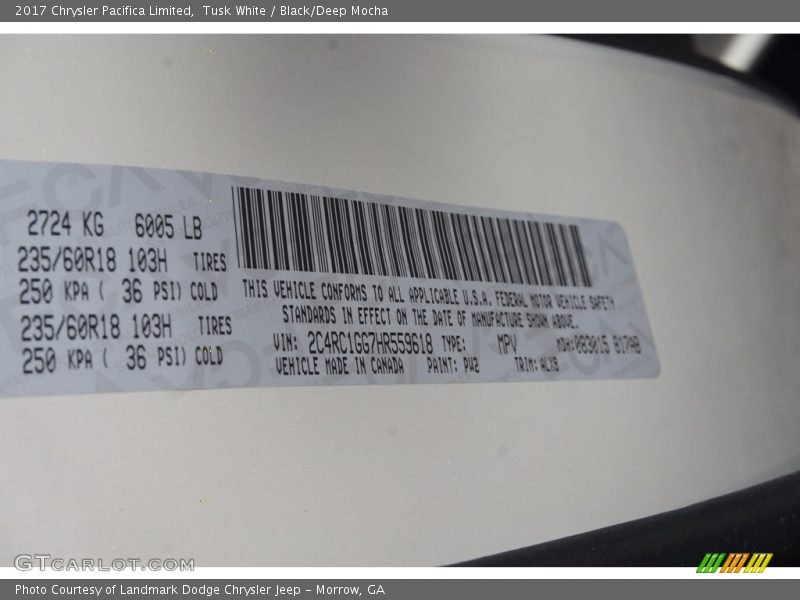 2017 Chrysler Pacifica Limited, Tusk White / Black/Deep Mocha
2724 KG 6005 LB
235/60R18 103H TIRES
250 KPA ( 36 PSI) COLD
235/60R18 103H TIRES
250 KPA ( 36 PSI) COLD
THIS VEHICLE CONFORMS TO ALL APPLICABLE U.S.A. FEDERAL MOTOR VEHICLE SAFETY
STANDARDS IN EFFECT ON THE DATE OF MANUFACTURE SHOWN ABOVE.
VIN: 2C4RC1GG7HR559618 TYPE: MPV MDH:
VEHICLE MADE IN CANADA PAINT: PW2 TRIM:
GTcarlot.com
Photo Courtesy of Landmark Dodge Chrysler Jeep – Morrow, GA